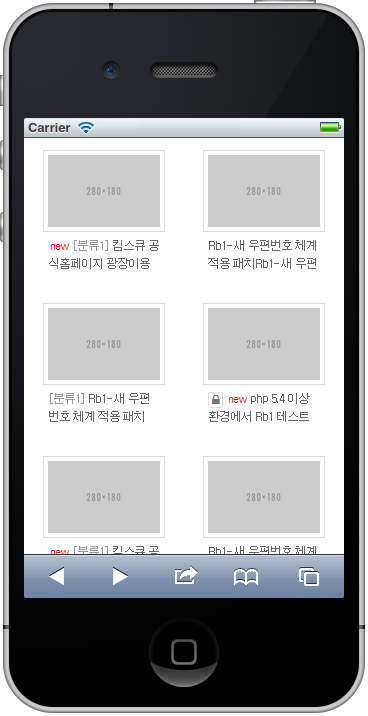 Carrier
280×180
280×180
new [분류1] 킴스큐 공
식홈페이지 광장이용
Rb1-새 우편번호 체계
적용 패치Rb1-새 우편
280×180
280×180
[분류1] Rb1-새 우편
번호 체계 적용 패치
new php 5.4 이상
환경에서 Rb1 테스트
280×180
280×180
new [분류1] 킴스큐 공
Rb1-새 우편번호 체계